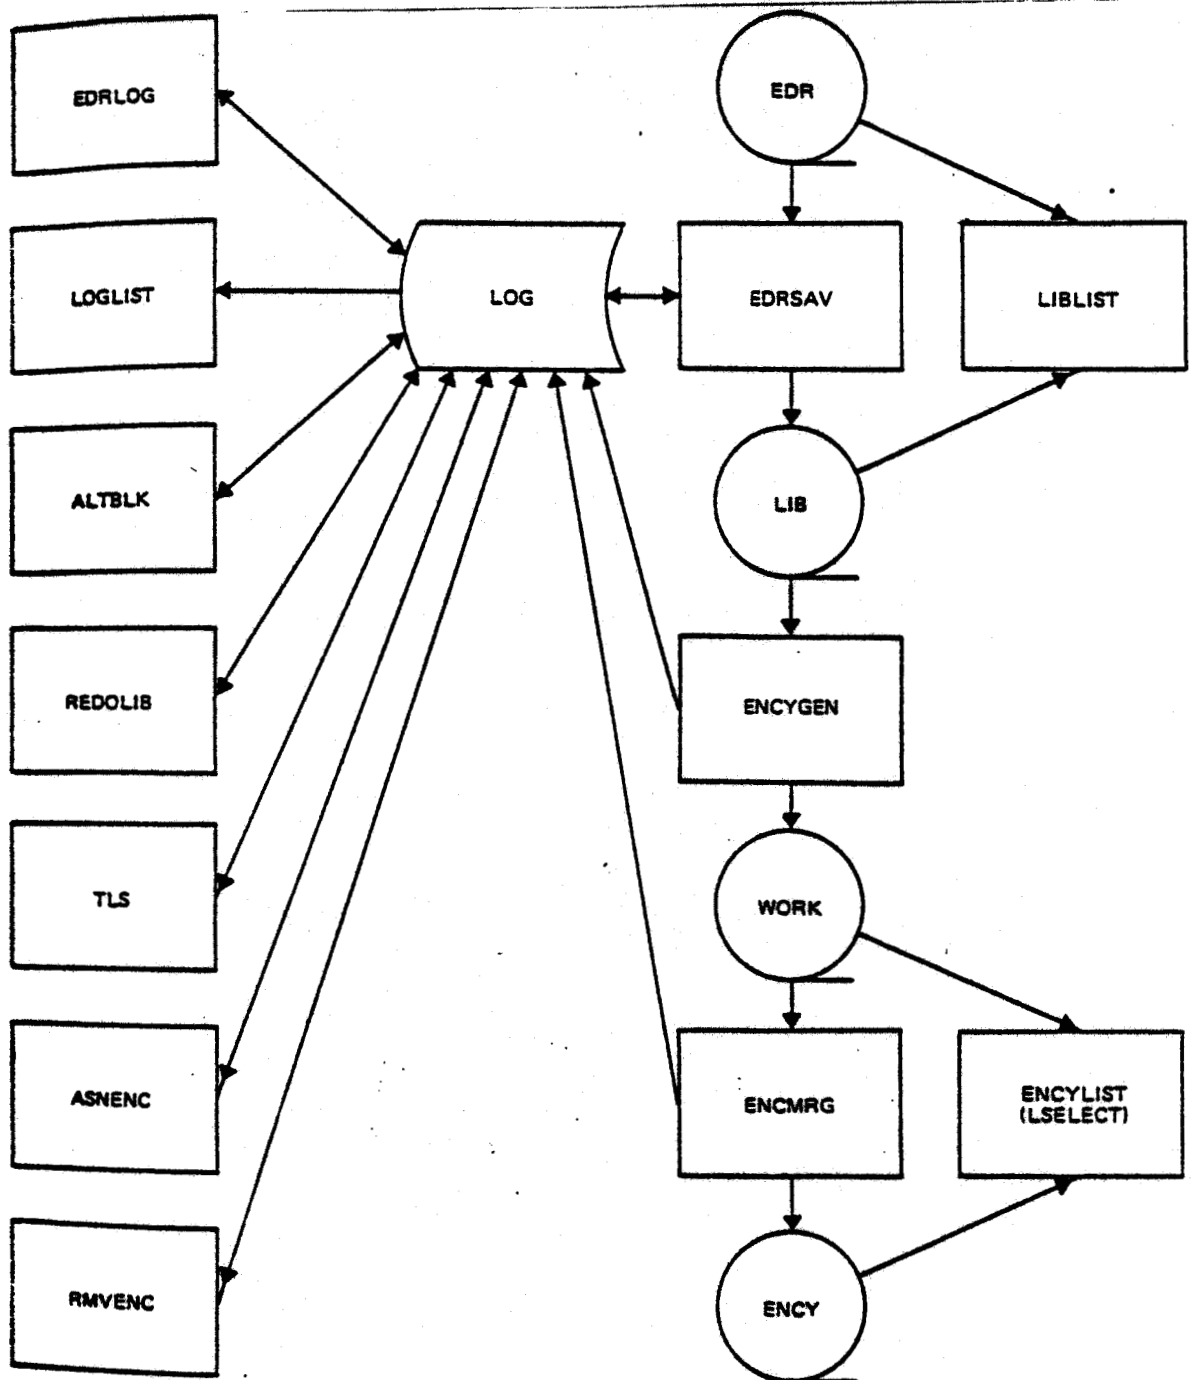 EDRLOG
EDR
LOGLIST
LOG
EDRSAV
LIBLIST
ALTBLK
LIB
REDOLIB
ENCYGEN
TLS
WORK
ASNENC
ENCMRG
ENCYLIST
(LSELECT)
RMVENC
ENCY